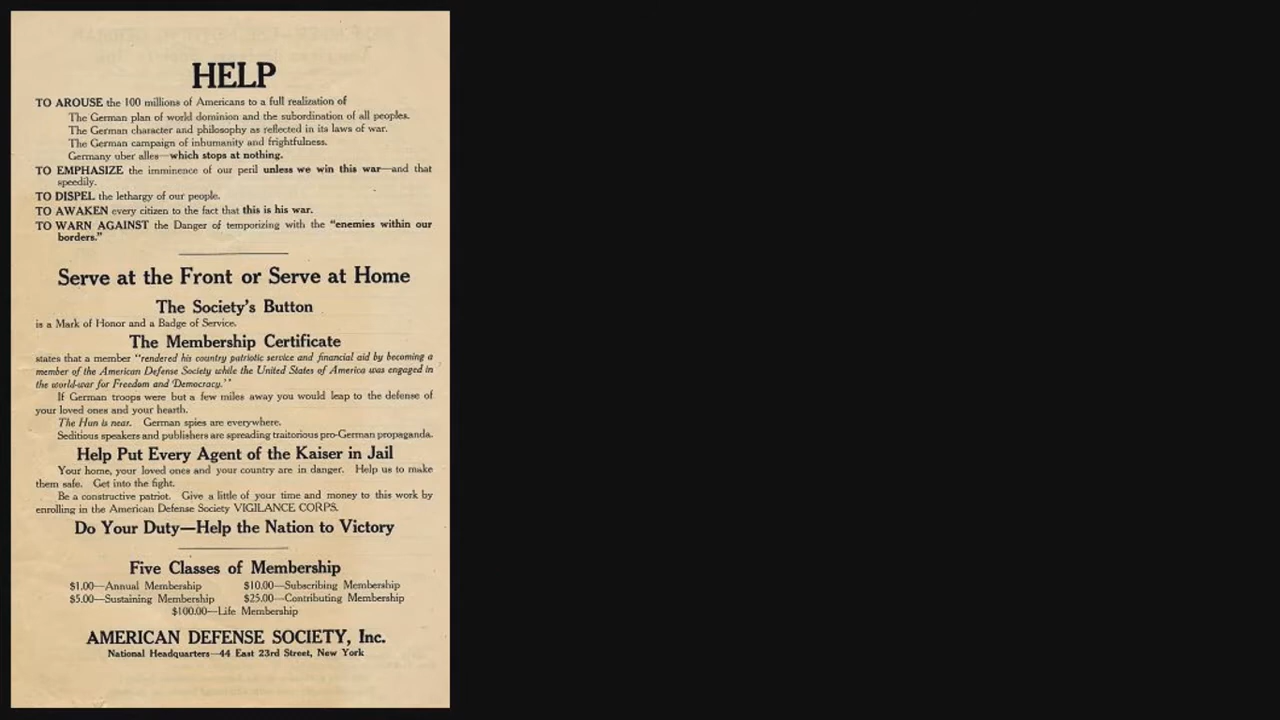 HELP
TO AROUSE the 100 millions of Americans to a full realization of
The German plan of world dominion and the subordination of all peoples.
The German character and philosophy as reflected in its laws of war.
The German campaign of inhumanity and frightfulness.
Germany uber alles—which stops at nothing.
TO EMPHASIZE the imminence of our peril unless we win this war—and that
speedily.
TO DISPEL the lethargy of our people.
TO AWAKEN every citizen to the fact that this is his war.
TO WARN AGAINST the Danger of temporizing with the "enemies within our
borders."
Serve at the Front or Serve at Home
The Society's Button
is a Mark of Honor and a Badge of Service.
The Membership Certificate
states that a member "rendered his country patriotic service and financial aid by becoming a
member of the American Defense Society while the United States of America was engaged in
the world-war for Freedom and Democracy."
If German troops were but a few miles away you would leap to the defense of
your loved ones and your hearth.
The Hun is near. German spies are everywhere.
Seditious speakers and publishers are spreading traitorious pro-German propaganda.
Help Put Every Agent of the Kaiser in Jail
Your home, your loved ones and your country are in danger. Help us to make
them safe. Get into the fight.
Be a constructive patriot. Give a little of your time and money to this work by
enrolling in the American Defense Society VIGILANCE CORPS.
Do Your Duty—Help the Nation to Victory
Five Classes of Membership
$1.00—Annual Membership $10.00—Subscribing Membership
$5.00—Sustaining Membership $25.00—Contributing Membership
$100.00—Life Membership
AMERICAN DEFENSE SOCIETY, Inc.
National Headquarters—44 East 23rd Street, New York